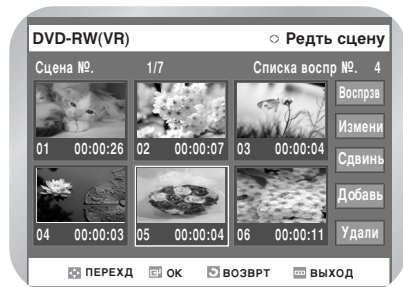 DVD-RW(VR) Редть сцену
Сцена №. 1/7 Списка воспр №. 4
Воспрзв
Измени
01 00:00:26 02 00:00:07 03 00:00:04
Сдвинь
Добавь
04 00:00:03 05 00:00:04 06 00:00:11 Удали
ПЕРЕХД ОК ВОЗВРТ ВЫХОД